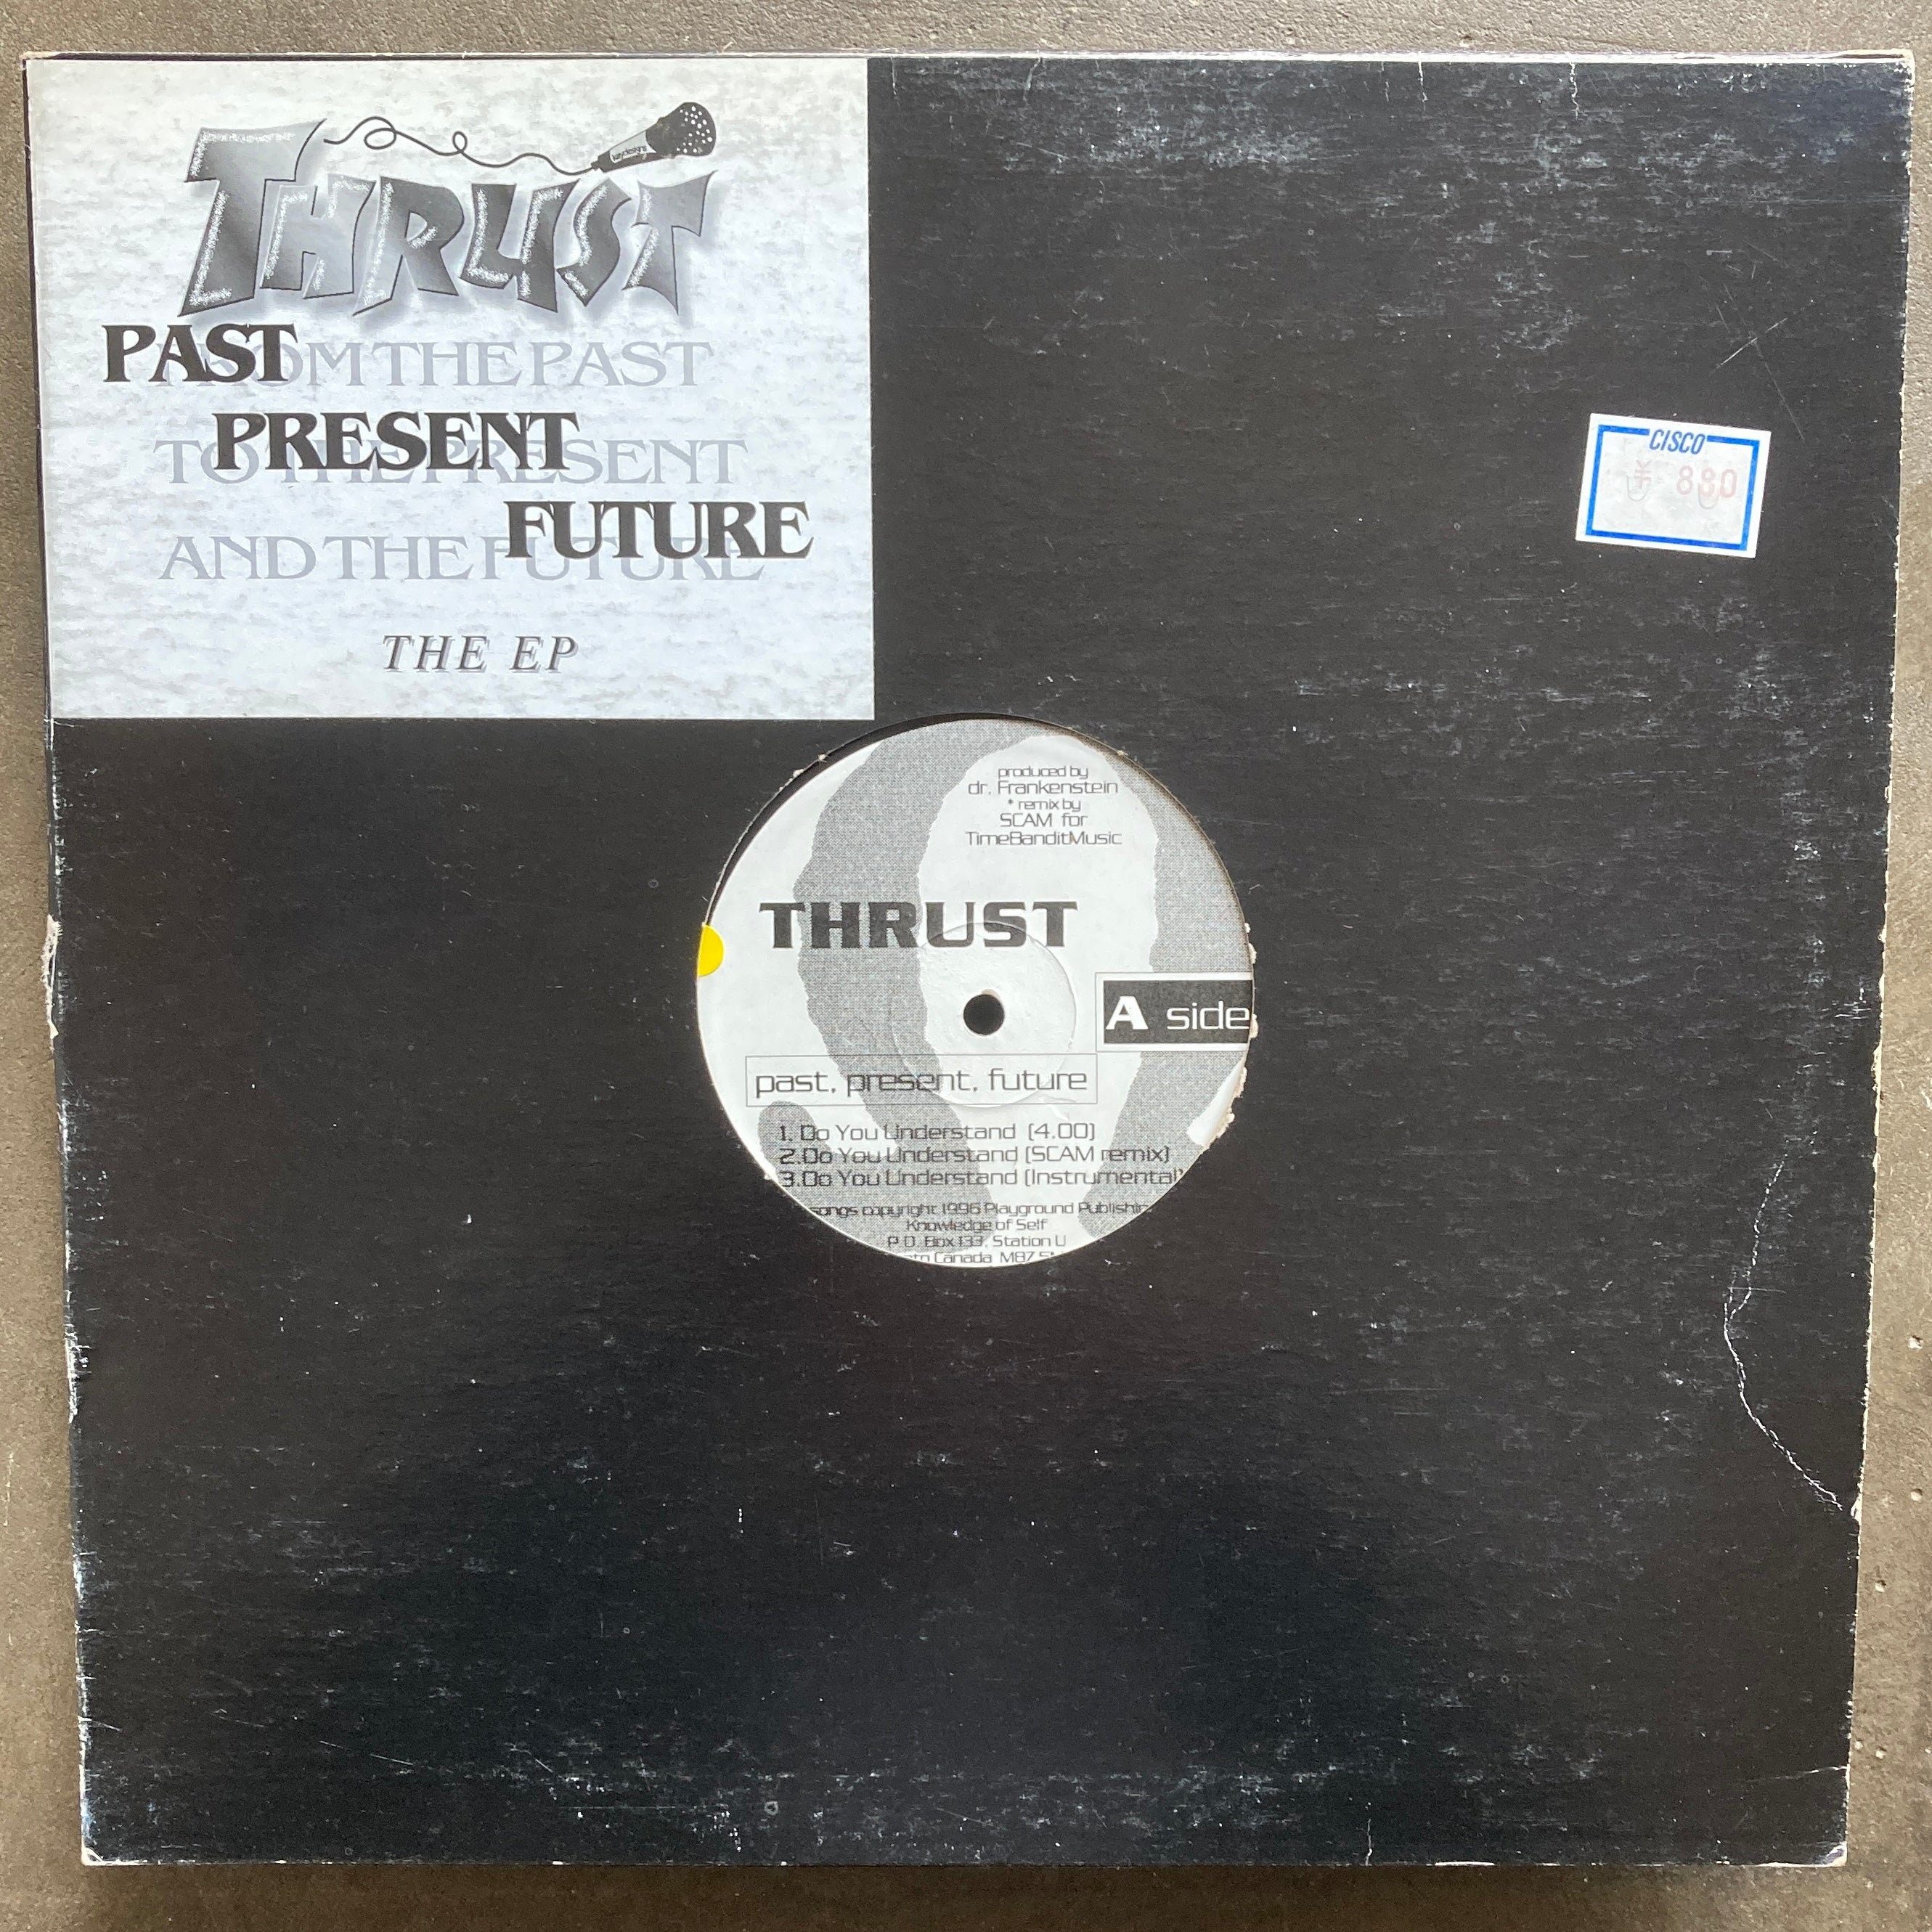 THRUST
PAST
FROM THE PAST
PRESENT
TO THE PRESENT
FUTURE
AND THE FUTURE
THE EP
CISCO
¥ 880
produced by
dr. Frankenstein
* remix by
SCAM for
TimeBanditMusic
THRUST
A side
past, present, future
1. Do You Understand (4.00)
2.Do You Understand (SCAM remix)
3.Do You Understand (Instrumental
songs copyright 1996 Playground Publishin
Knowledge of Self
P.O. Box 133, Station U
Canada M8Z